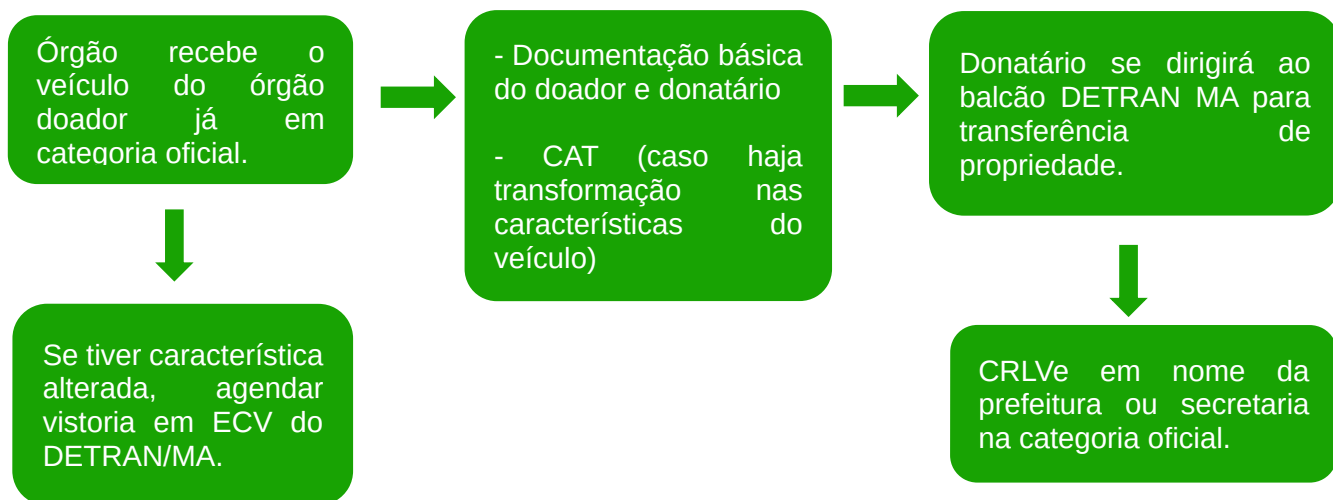 Órgão recebe o
veículo do órgão
doador já em
categoria oficial.
- Documentação básica
do doador e donatário
- CAT (caso haja
transformação nas
características do
veículo)
Donatário se dirigirá ao
balcão DETRAN MA para
transferência de
propriedade.
Se tiver característica
alterada, agendar
vistoria em ECV do
DETRAN/MA.
CRLVe em nome da
prefeitura ou secretaria
na categoria oficial.